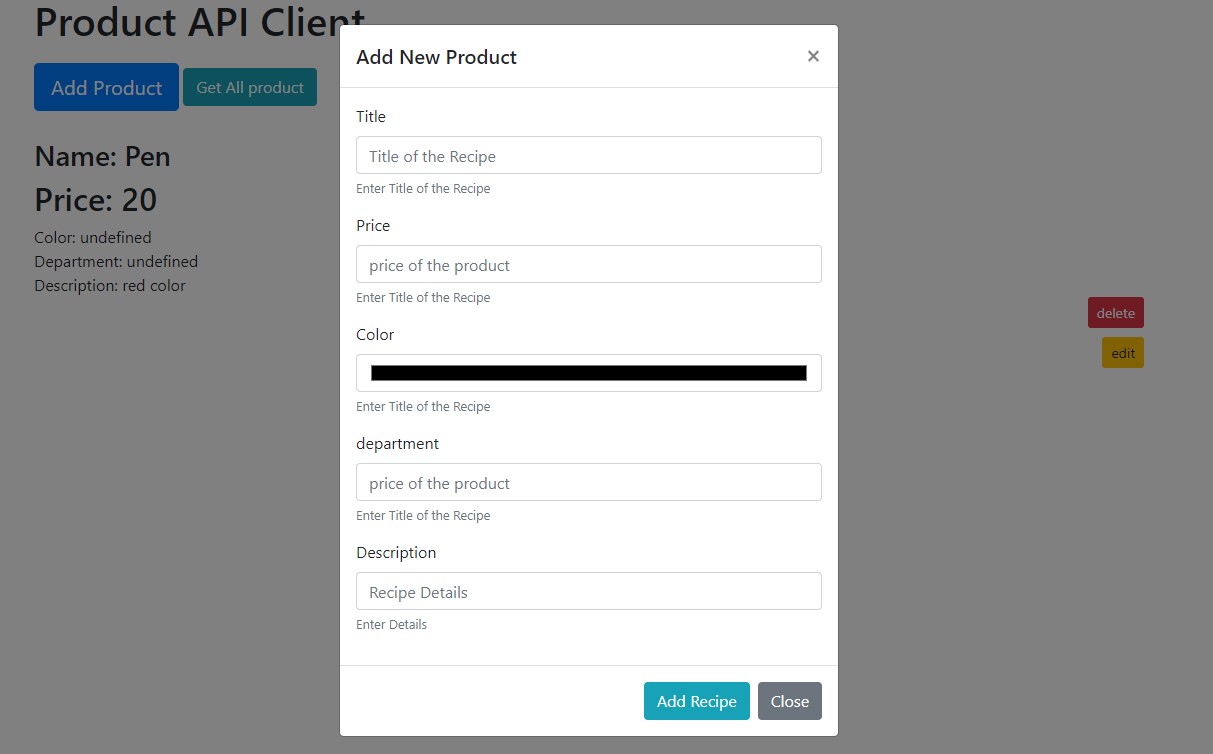 Product API Client
Add Product
Get All product
Name: Pen
Price: 20
Color: undefined
Department: undefined
Description: red color
delete
edit
Add New Product
×
Title
Title of the Recipe
Enter Title of the Recipe
Price
price of the product
Enter Title of the Recipe
Color
Enter Title of the Recipe
department
price of the product
Enter Title of the Recipe
Description
Recipe Details
Enter Details
Add Recipe
Close